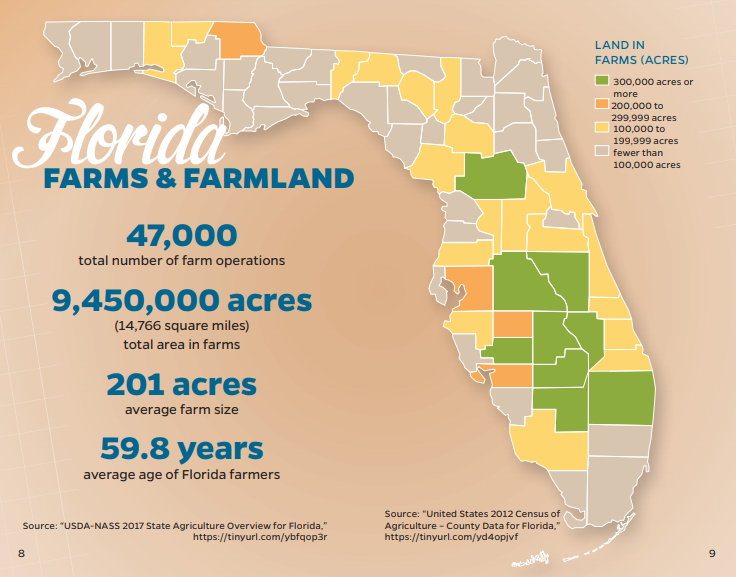 Florida
FARMS & FARMLAND
47,000
total number of farm operations
9,450,000 acres
(14,766 square miles)
total area in farms
201 acres
average farm size
59.8 years
average age of Florida farmers
Source: “USDA-NASS 2017 State Agriculture Overview for Florida,”
https://tinyurl.com/ybfqop3r
8
LAND IN
FARMS (ACRES)
300,000 acres or
more
200,000 to
299,999 acres
100,000 to
199,999 acres
fewer than
100,000 acres
Source: “United States 2012 Census of
Agriculture – County Data for Florida,”
https://tinyurl.com/yd4opjvf
9